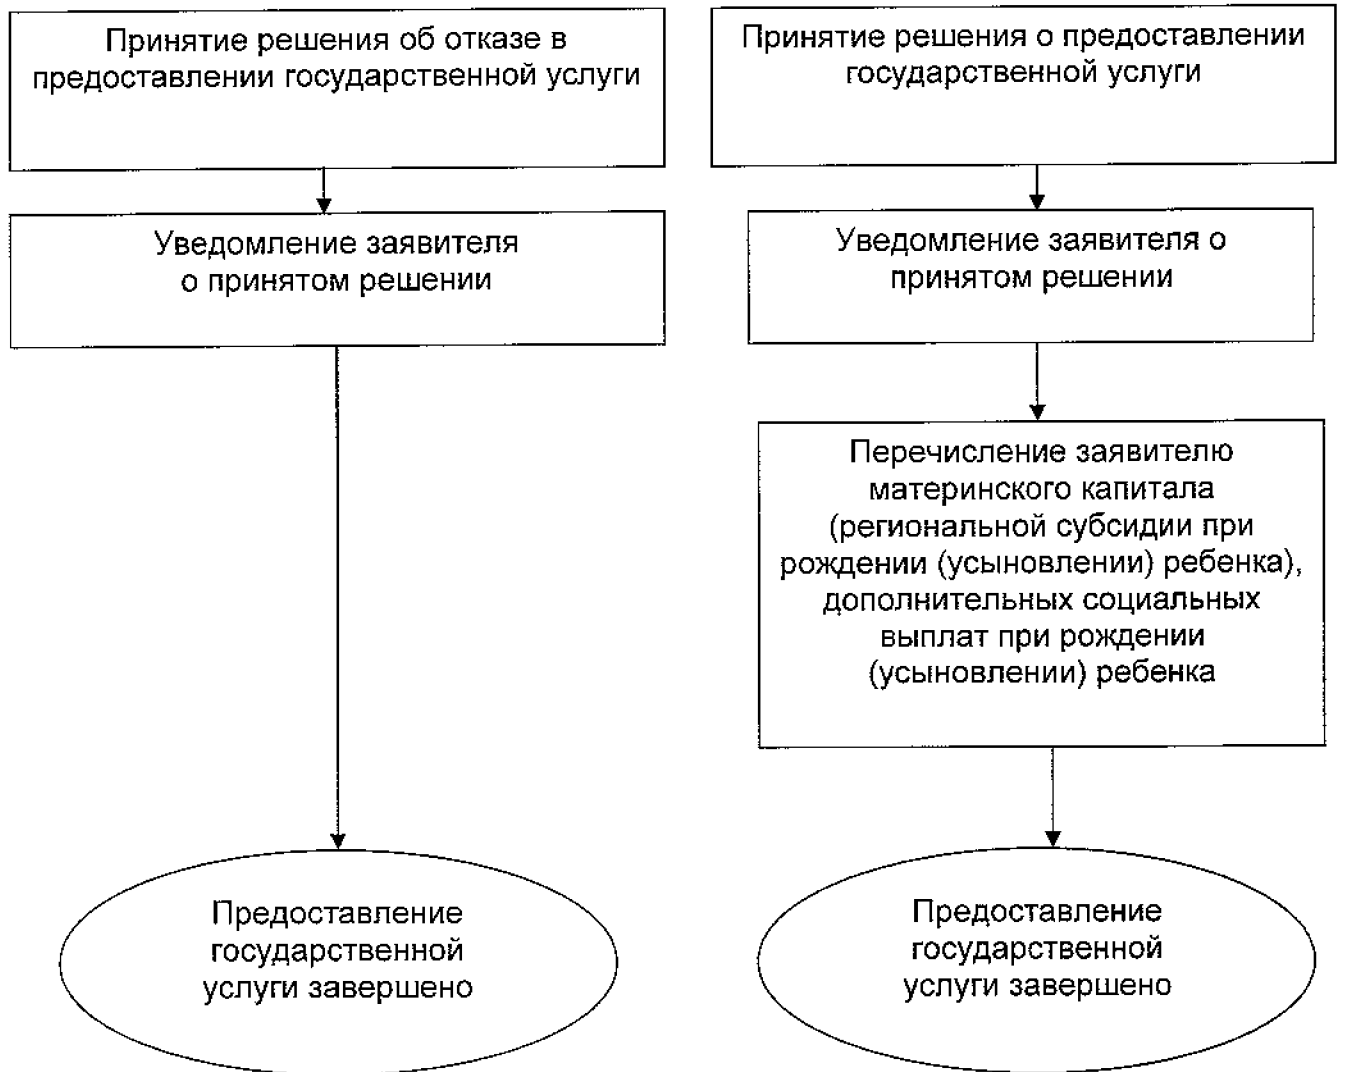 Принятие решения об отказе в
предоставлении государственной услуги
Уведомление заявителя
о принятом решении
Предоставление
государственной
услуги завершено
Принятие решения о предоставлении
государственной услуги
Уведомление заявителя о
принятом решении
Перечисление заявителю
материнского капитала
(региональной субсидии при
рождении (усыновлении) ребенка),
дополнительных социальных
выплат при рождении
(усыновлении) ребенка
Предоставление
государственной
услуги завершено